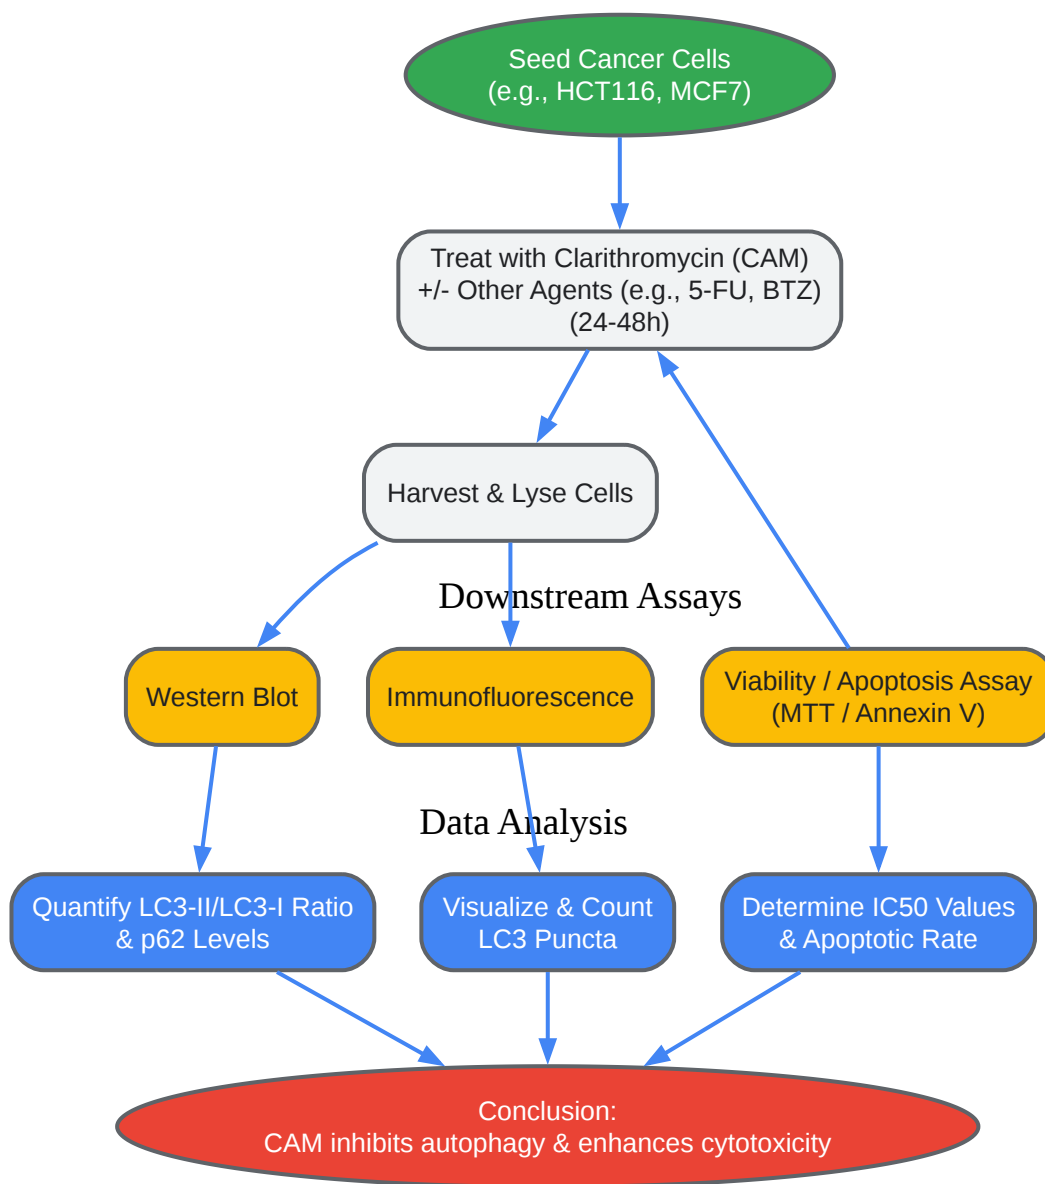 Seed Cancer Cells
(e.g., HCT116, MCF7)
Treat with Clarithromycin (CAM)
+/- Other Agents (e.g., 5-FU, BTZ)
(24-48h)
Harvest & Lyse Cells
Downstream Assays
Western Blot
Immunofluorescence
Viability / Apoptosis Assay
(MTT / Annexin V)
Data Analysis
Quantify LC3-II/LC3-I Ratio
& p62 Levels
Visualize & Count
LC3 Puncta
Determine IC50 Values
& Apoptotic Rate
Conclusion:
CAM inhibits autophagy & enhances cytotoxicity